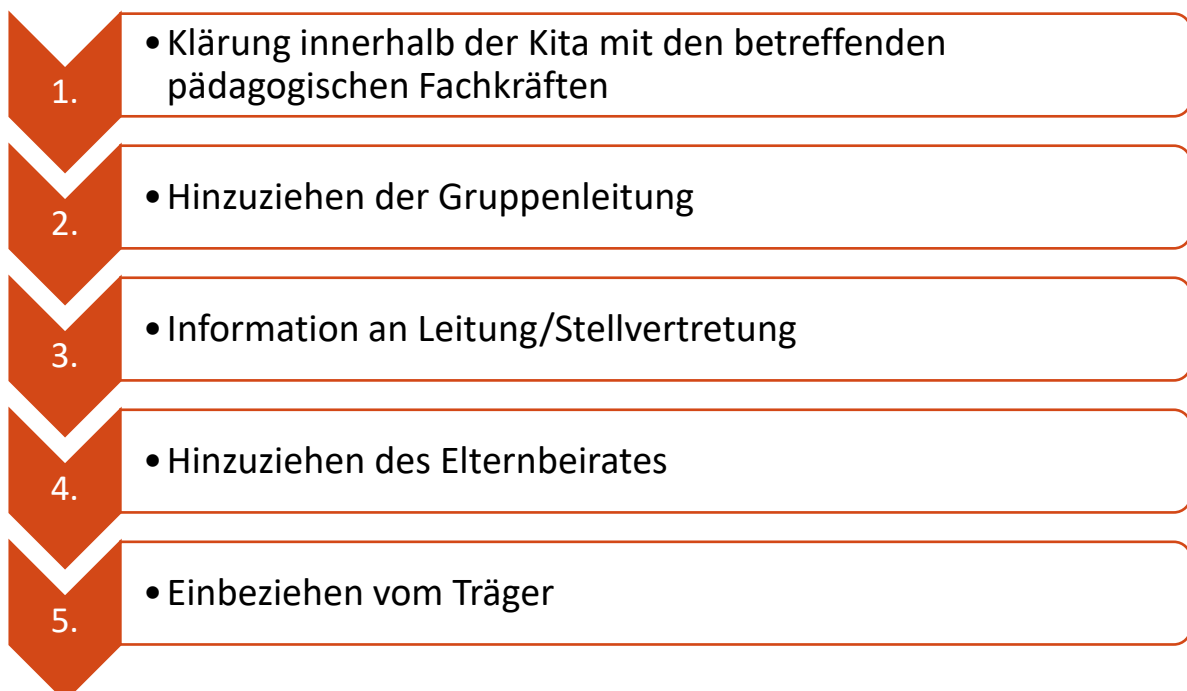 1.
• Klärung innerhalb der Kita mit den betreffenden
pädagogischen Fachkräften
2.
• Hinzuziehen der Gruppenleitung
3.
• Information an Leitung/Stellvertretung
4.
• Hinzuziehen des Elternbeirates
5.
• Einbeziehen vom Träger